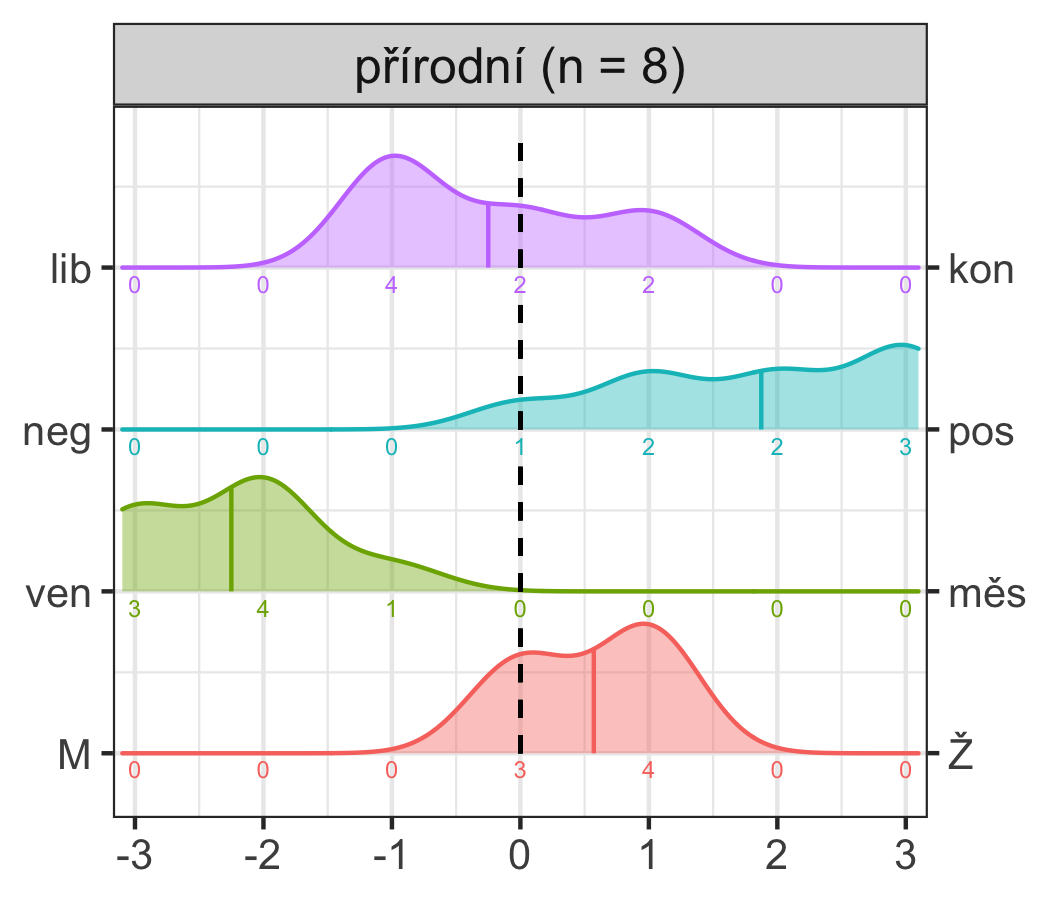 přírodní (n = 8)
lib kon
0 0 4 2 2 0 0
neg pos
0 0 0 1 2 2 3
ven měs
3 4 1 0 0 0 0
M Ž
0 0 0 3 4 0 0
-3 -2 -1 0 1 2 3